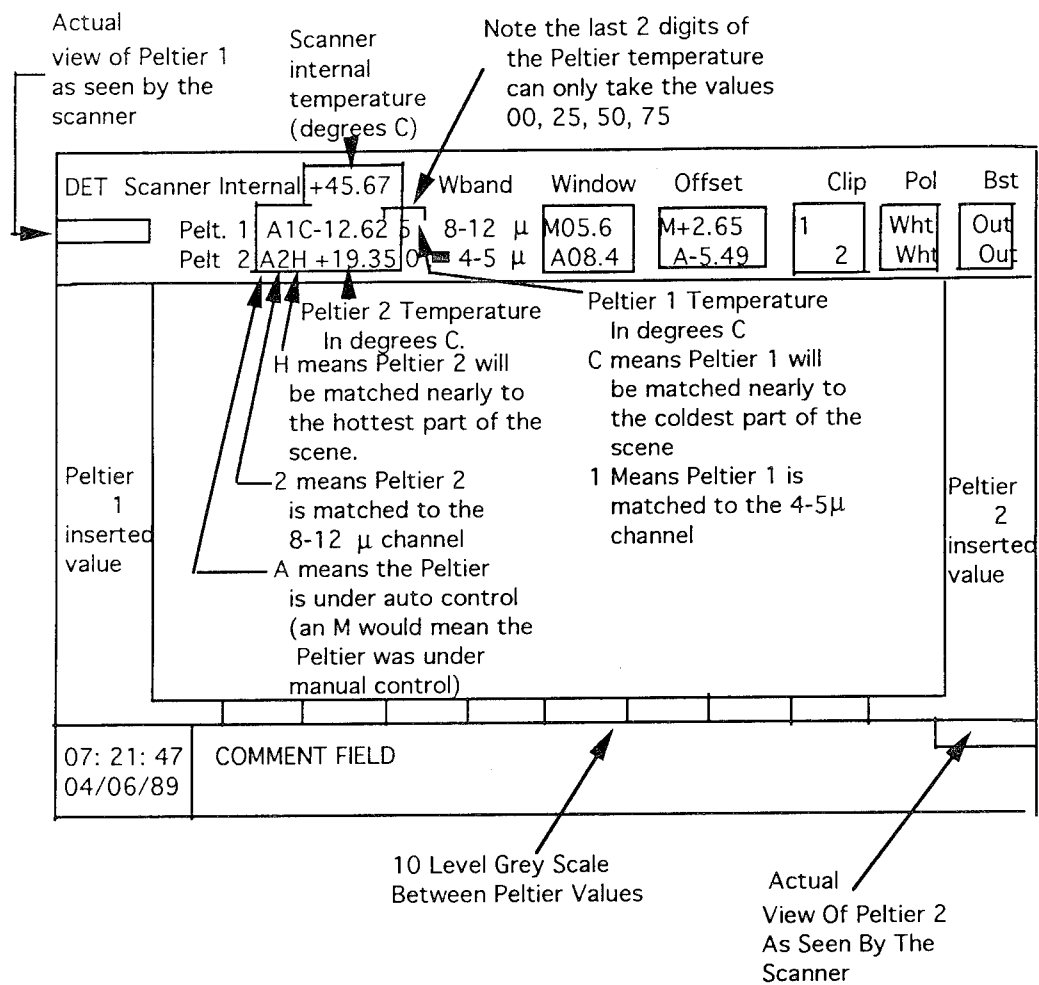 Actual
view of Peltier 1
as seen by the
scanner
Scanner
internal
temperature
(degrees C)
Note the last 2 digits of
the Peltier temperature
can only take the values
00, 25, 50, 75
DET Scanner Internal +45.67 Wband Window Offset Clip Pol Bst
Pelt. 1 A1C-12.62 5 8-12 μ M05.6 M+2.65 1 Wht Out
Pelt 2 A2H +19.35 0 4-5 μ A08.4 A-5.49 2 Wht Out
Peltier 2 Temperature
In degrees C.
H means Peltier 2 will
be matched nearly to
the hottest part of the
scene.
2 means Peltier 2
is matched to the
8-12 μ channel
A means the Peltier
is under auto control
(an M would mean the
Peltier was under
manual control)
Peltier 1 Temperature
In degrees C
C means Peltier 1 will
be matched nearly to
the coldest part of the
scene
1 Means Peltier 1 is
matched to the 4-5μ
channel
Peltier
1
inserted
value
Peltier
2
inserted
value
07: 21: 47
04/06/89
COMMENT FIELD
10 Level Grey Scale
Between Peltier Values
Actual
View Of Peltier 2
As Seen By The
Scanner